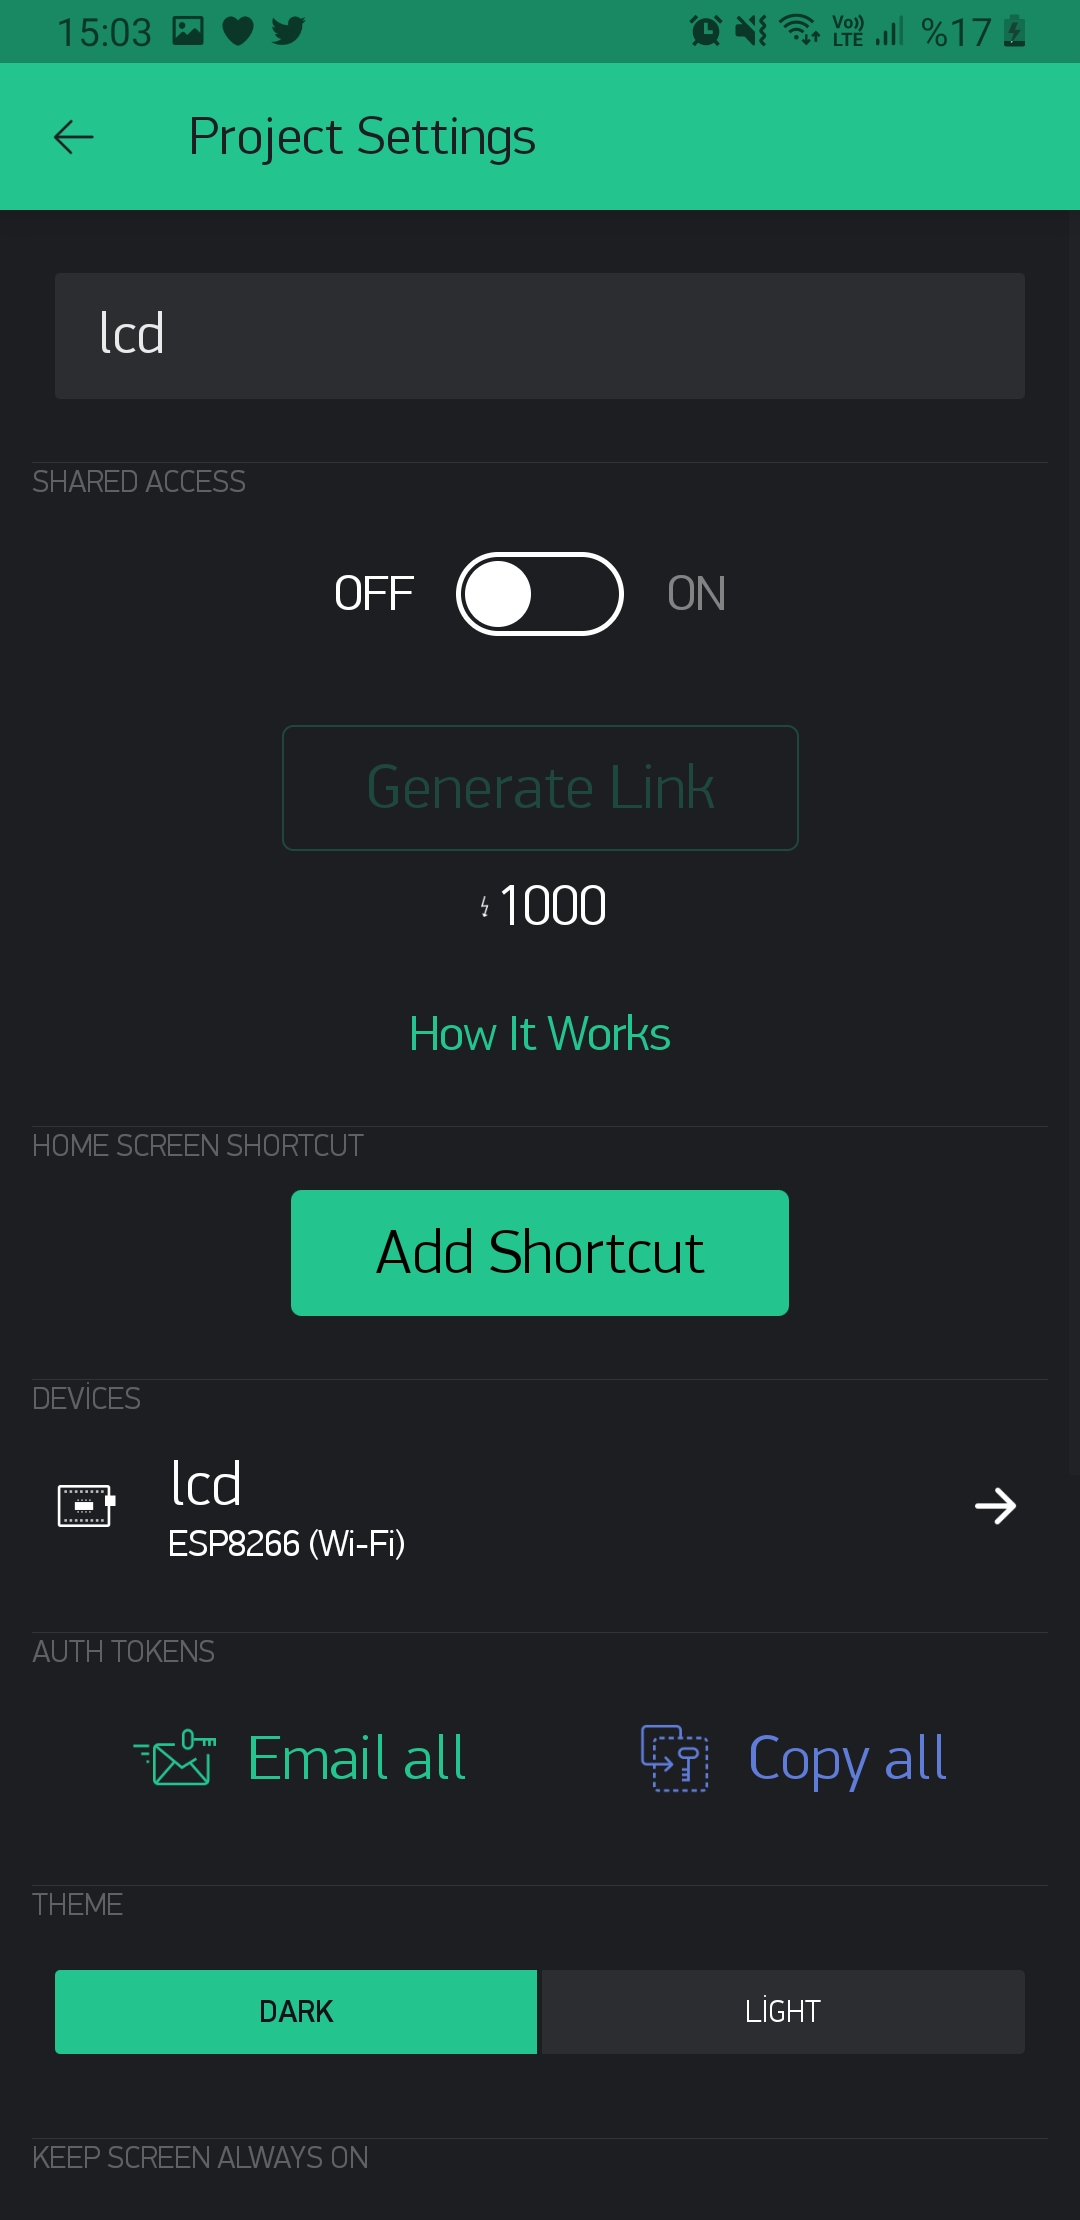 15:03 Vo)) LTE %17
Project Settings
lcd
SHARED ACCESS
OFF ON
Generate Link
1000
How It Works
HOME SCREEN SHORTCUT
Add Shortcut
DEVİCES
lcd
ESP8266 (Wi-Fi)
AUTH TOKENS
Email all Copy all
THEME
DARK LİGHT
KEEP SCREEN ALWAYS ON